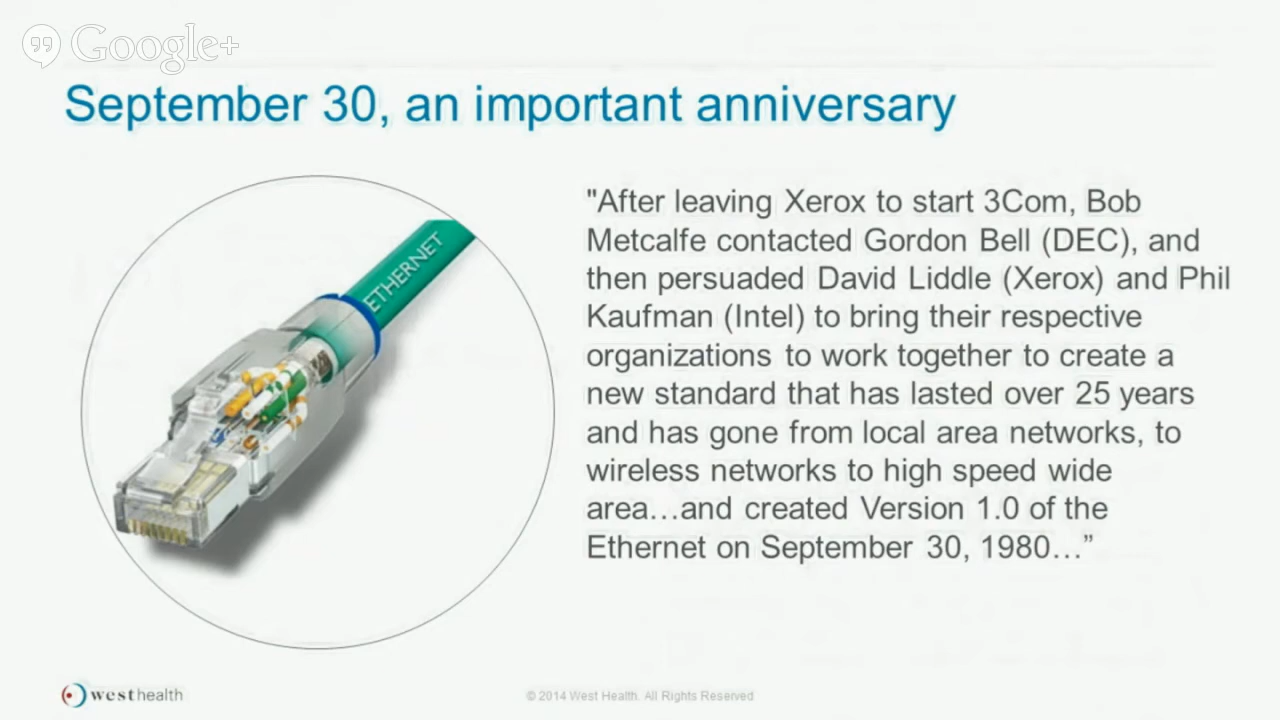 Google+
September 30, an important anniversary
ETHERNET
"After leaving Xerox to start 3Com, Bob
Metcalfe contacted Gordon Bell (DEC), and
then persuaded David Liddle (Xerox) and Phil
Kaufman (Intel) to bring their respective
organizations to work together to create a
new standard that has lasted over 25 years
and has gone from local area networks, to
wireless networks to high speed wide
area…and created Version 1.0 of the
Ethernet on September 30, 1980…”
westhealth
© 2014 West Health. All Rights Reserved